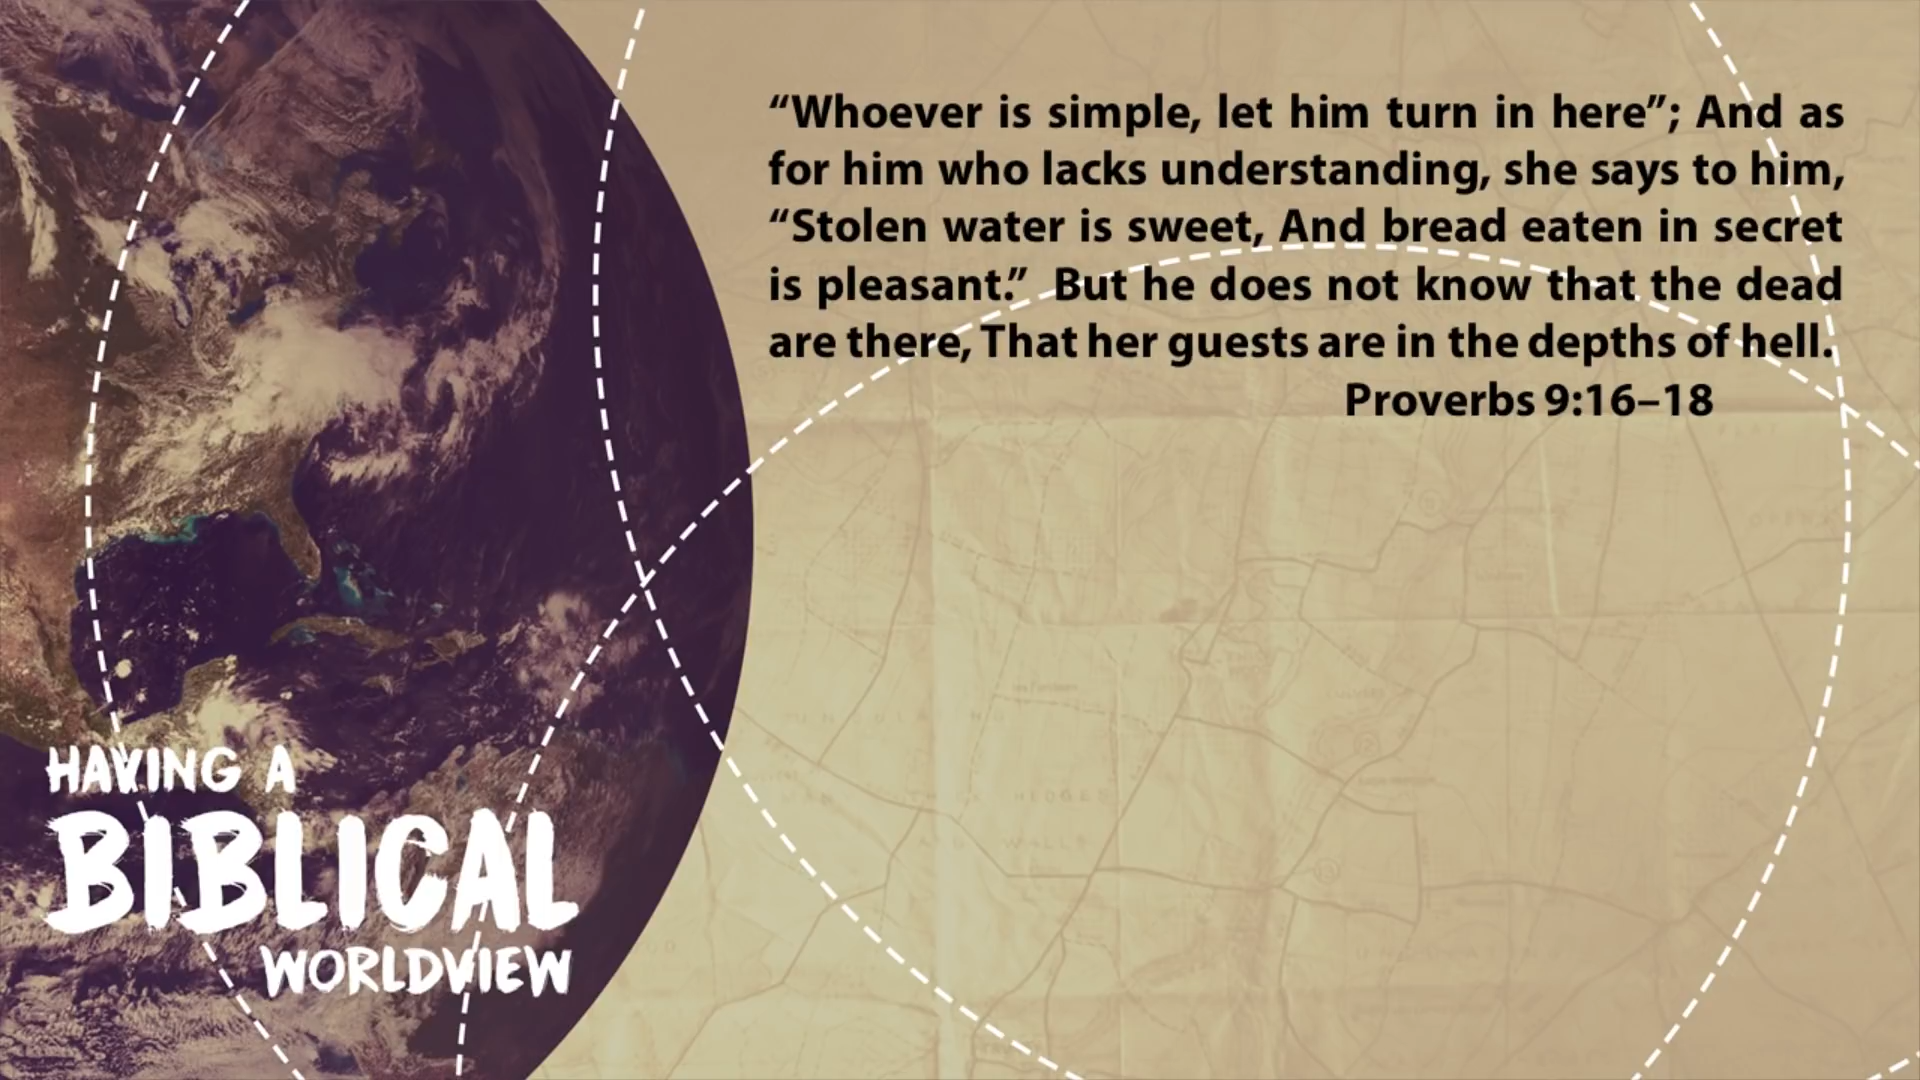 “Whoever is simple, let him turn in here”; And as
for him who lacks understanding, she says to him,
“Stolen water is sweet, And bread eaten in secret
is pleasant.” But he does not know that the dead
are there, That her guests are in the depths of hell.
Proverbs 9:16–18
HAVING A
BIBLICAL
WORLDVIEW